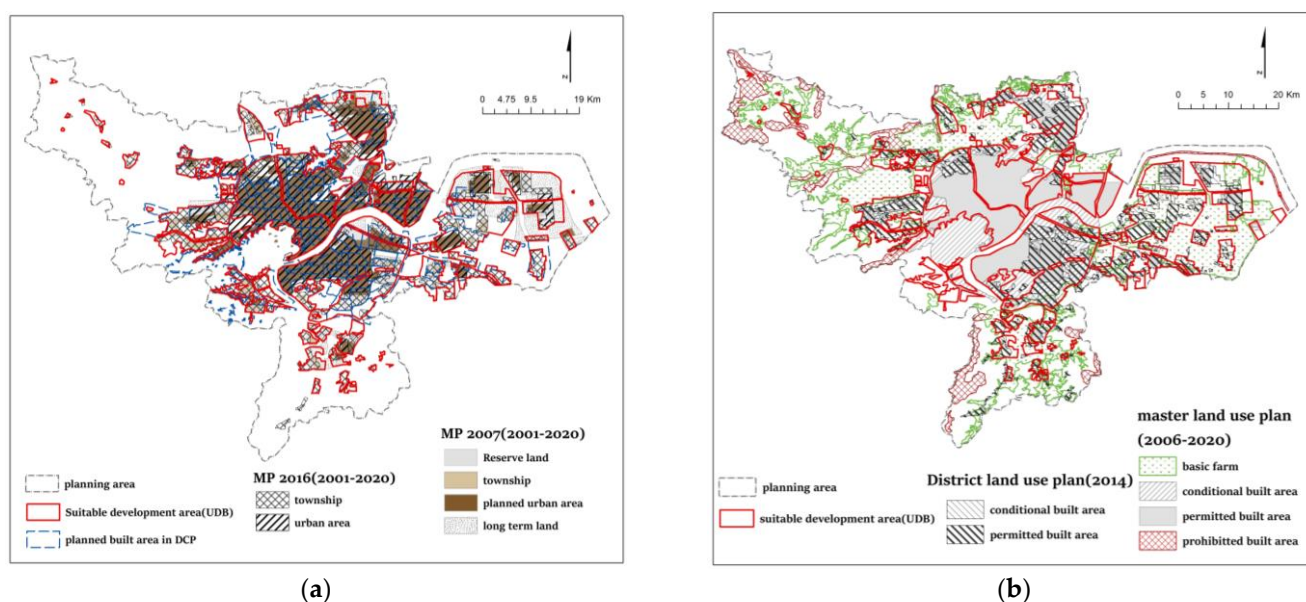 N
0 4.75 9.5 19 Km
planning area
Suitable development area(UDB)
planned built area in DCP
MP 2016(2001-2020)
township
urban area
MP 2007(2001-2020)
Reserve land
township
planned urban area
long term land
(a)
N
0 5 10 20 Km
planning area
suitable development area(UDB)
District land use plan(2014)
conditional built area
permitted built area
master land use plan
(2006-2020)
basic farm
conditional built area
permitted built area
prohibitted built area
(b)